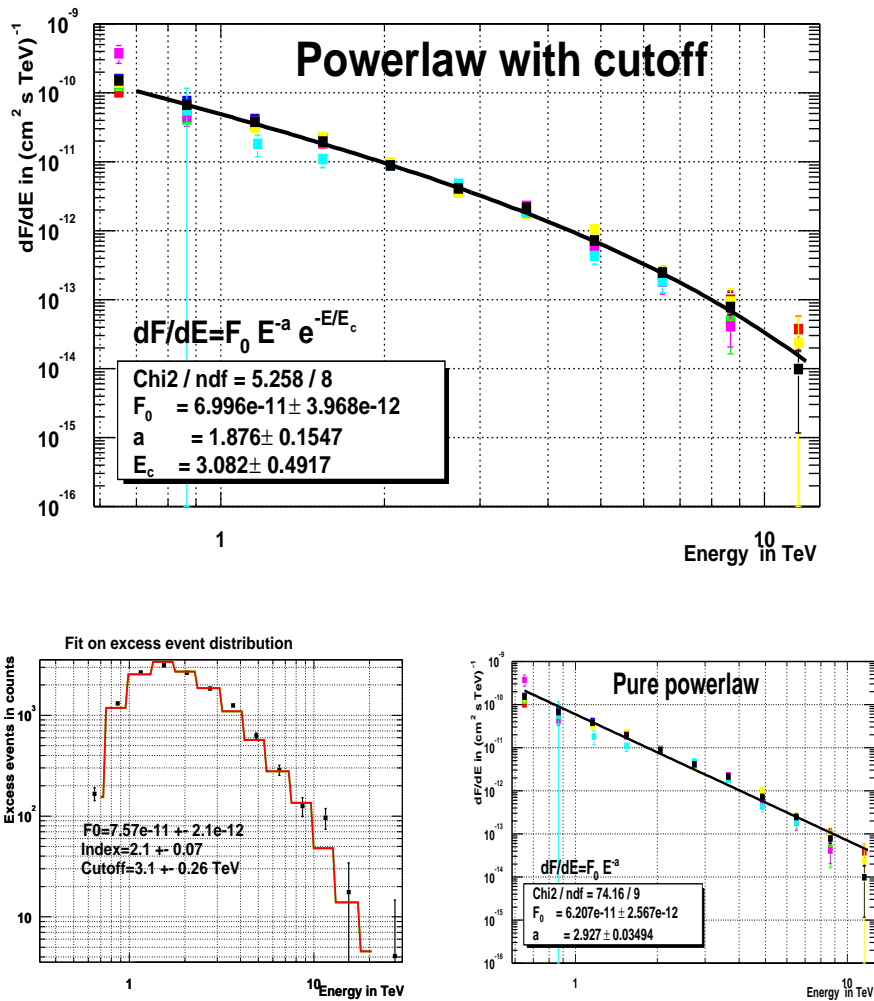 Powerlaw with cutoff
dF/dE in (cm² s TeV)⁻¹
10⁻⁹
10⁻¹⁰
10⁻¹¹
10⁻¹²
10⁻¹³
10⁻¹⁴
10⁻¹⁵
10⁻¹⁶
dF/dE=F₀ E⁻ᵃ e^(-E/E_c)
Chi2 / ndf = 5.258 / 8
F₀ = 6.996e-11± 3.968e-12
a = 1.876± 0.1547
E_c = 3.082± 0.4917
1 10
Energy in TeV
Fit on excess event distribution
Excess events in counts
10³
10²
10
F0=7.57e-11 +- 2.1e-12
Index=2.1 +- 0.07
Cutoff=3.1 +- 0.26 TeV
1 10
Energy in TeV
Pure powerlaw
dF/dE in (cm² s TeV)⁻¹
10⁻⁹
10⁻¹⁰
10⁻¹¹
10⁻¹²
10⁻¹³
10⁻¹⁴
10⁻¹⁵
10⁻¹⁶
dF/dE=F₀ E⁻ᵃ
Chi2 / ndf = 74.16 / 9
F₀ = 6.207e-11± 2.567e-12
a = 2.927± 0.03494
1 10
Energy in TeV